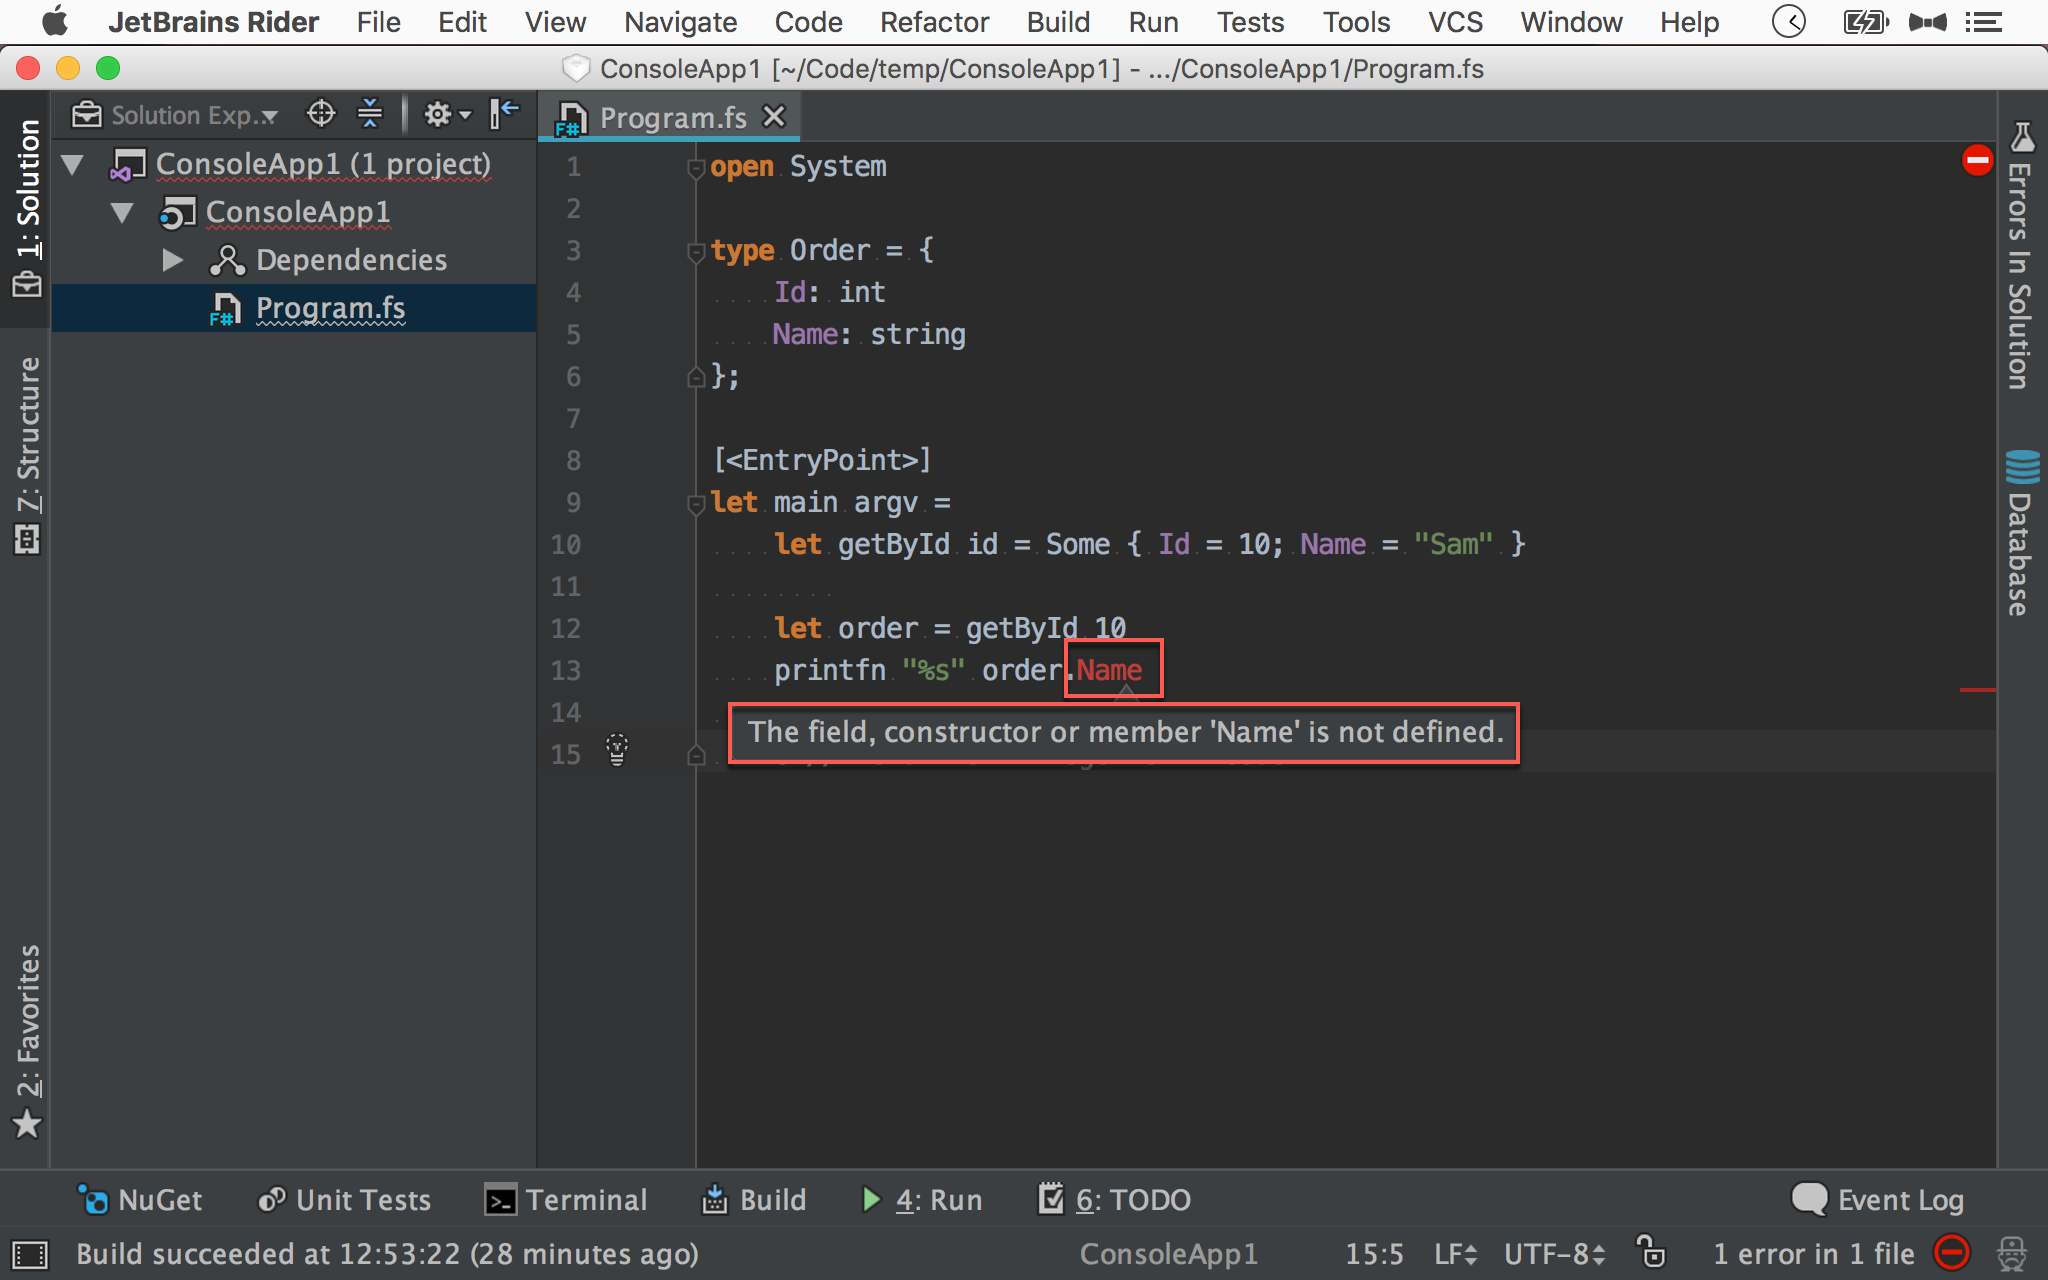 JetBrains Rider File Edit View Navigate Code Refactor Build Run Tests Tools VCS Window Help
ConsoleApp1 [~/Code/temp/ConsoleApp1] - .../ConsoleApp1/Program.fs
Solution Exp...
Program.fs
1: Solution
7: Structure
2: Favorites
ConsoleApp1 (1 project)
ConsoleApp1
Dependencies
F# Program.fs
1 open System
2
3 type Order = {
4 Id: int
5 Name: string
6 };
7
8 [<EntryPoint>]
9 let main argv =
10 let getById id = Some { Id = 10; Name = "Sam" }
11
12 let order = getById 10
13 printfn "%s" order.Name
14
The field, constructor or member 'Name' is not defined.
15
Errors In Solution
Database
NuGet Unit Tests Terminal Build 4: Run 6: TODO Event Log
Build succeeded at 12:53:22 (28 minutes ago) ConsoleApp1 15:5 LF UTF-8 1 error in 1 file